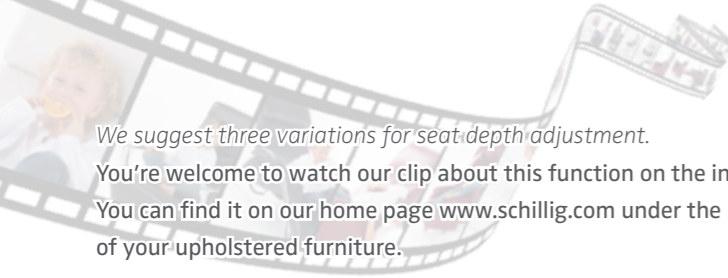 We suggest three variations for seat depth adjustment.
You're welcome to watch our clip about this function on the
You can find it on our home page www.schillig.com under the
of your upholstered furniture.